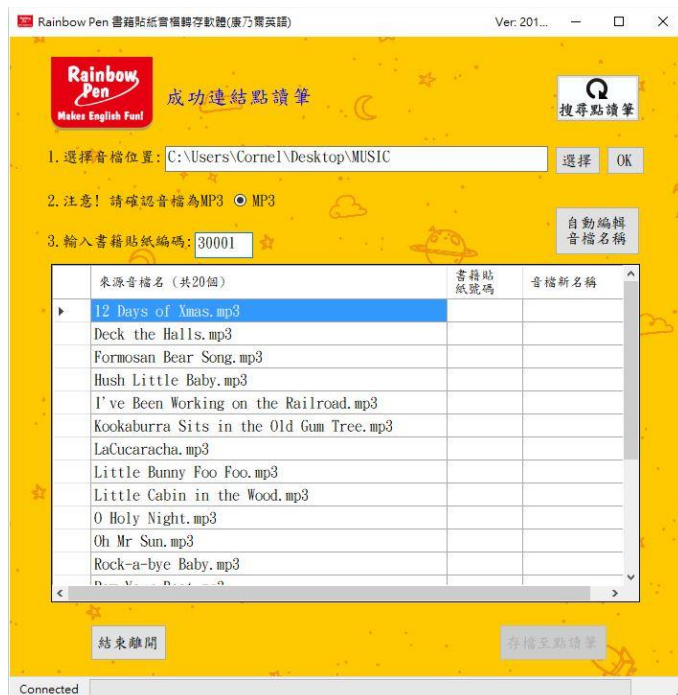 Rainbow Pen 書籍貼紙音檔轉存軟體(康乃爾英語)
Ver: 201...
Rainbow
Pen
Makes English Fun!
成功連結點讀筆
搜尋點讀筆
1.選擇音檔位置: C:\Users\Cornel\Desktop\MUSIC 選擇 OK
2.注意! 請確認音檔為MP3 MP3
自動編輯
音檔名稱
3.輸入書籍貼紙編碼: 30001
來源音檔名 (共20個)
書籍貼
紙號碼
音檔新名稱
12 Days of Xmas.mp3
Deck the Halls.mp3
Formosan Bear Song.mp3
Hush Little Baby.mp3
I've Been Working on the Railroad.mp3
Kookaburra Sits in the Old Gum Tree.mp3
LaCucaracha.mp3
Little Bunny Foo Foo.mp3
Little Cabin in the Wood.mp3
O Holy Night.mp3
Oh Mr Sun.mp3
Rock-a-bye Baby.mp3
結束離開
存檔至點讀筆
Connected